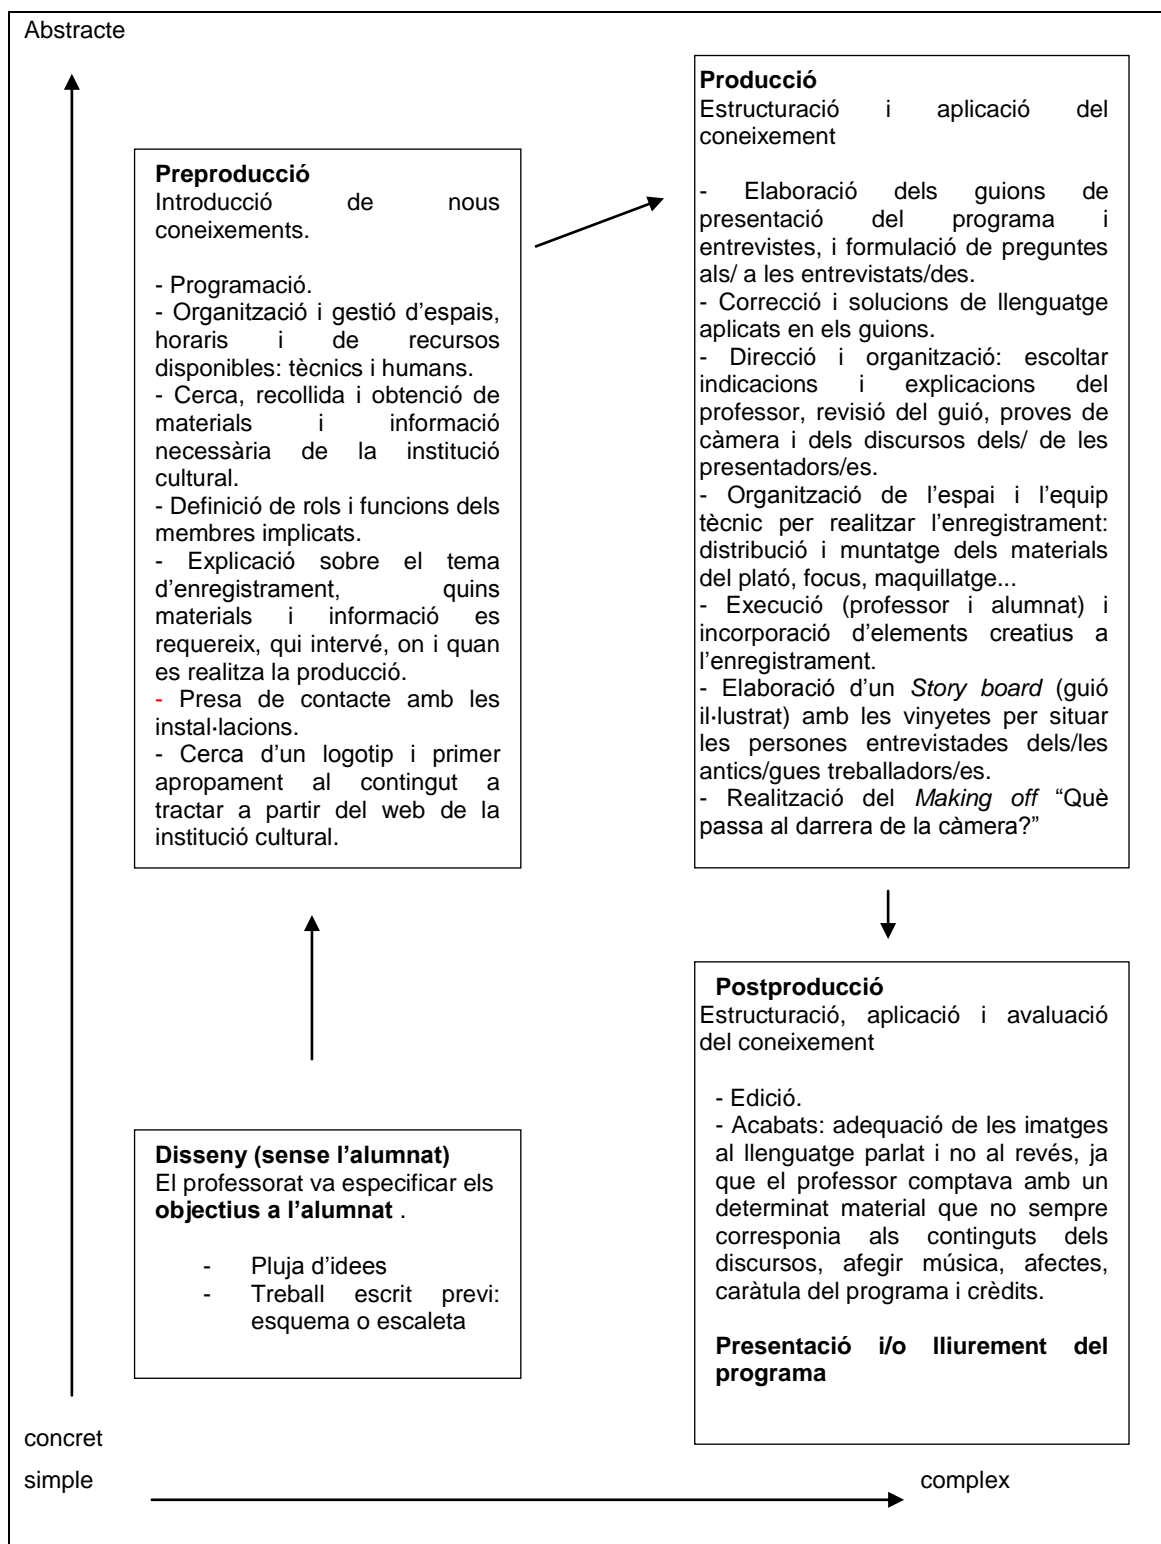 Abstracte
Disseny (sense l’alumnat)
El professorat va especificar els
objectius a l’alumnat .
- Pluja d’idees
- Treball escrit previ:
esquema o escaleta
Preproducció
Introducció de nous
coneixements.
- Programació.
- Organització i gestió d’espais,
horaris i de recursos
disponibles: tècnics i humans.
- Cerca, recollida i obtenció de
materials i informació
necessària de la institució
cultural.
- Definició de rols i funcions dels
membres implicats.
- Explicació sobre el tema
d’enregistrament, quins
materials i informació es
requereix, qui intervé, on i quan
es realitza la producció.
- Presa de contacte amb les
instal·lacions.
- Cerca d’un logotip i primer
apropament al contingut a
tractar a partir del web de la
institució cultural.
Producció
Estructuració i aplicació del
coneixement
- Elaboració dels guions de
presentació del programa i
entrevistes, i formulació de preguntes
als/ a les entrevistats/des.
- Correcció i solucions de llenguatge
aplicats en els guions.
- Direcció i organització: escoltar
indicacions i explicacions del
professor, revisió del guió, proves de
càmera i dels discursos dels/ de les
presentadors/es.
- Organització de l’espai i l’equip
tècnic per realitzar l’enregistrament:
distribució i muntatge dels materials
del plató, focus, maquillatge...
- Execució (professor i alumnat) i
incorporació d’elements creatius a
l’enregistrament.
- Elaboració d’un Story board (guió
il·lustrat) amb les vinyetes per situar
les persones entrevistades dels/les
antics/gues treballadors/es.
- Realització del Making off “Què
passa al darrera de la càmera?”
Postproducció
Estructuració, aplicació i avaluació
del coneixement
- Edició.
- Acabats: adequació de les imatges
al llenguatge parlat i no al revés, ja
que el professor comptava amb un
determinat material que no sempre
corresponia als continguts dels
discursos, afegir música, afectes,
caràtula del programa i crèdits.
Presentació i/o lliurement del
programa
concret
simple
complex